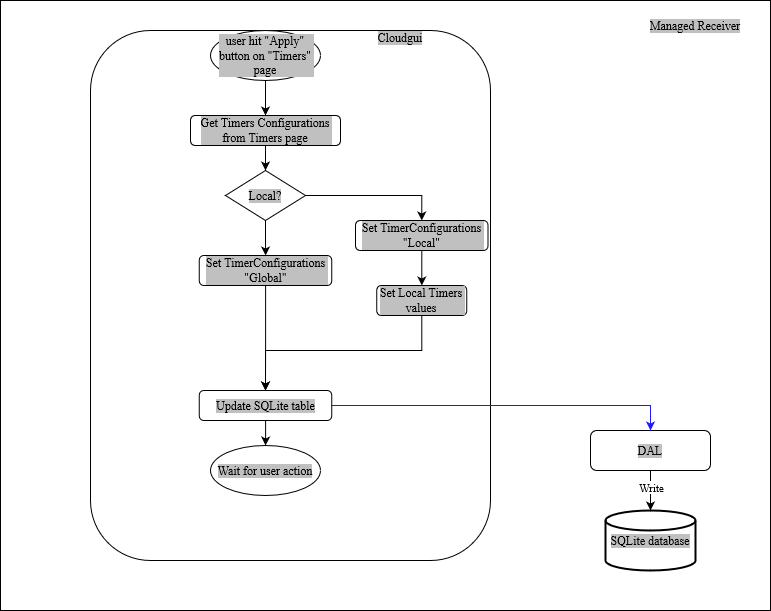 Managed Receiver
Cloudgui
user hit "Apply"
button on "Timers"
page
Get Timers Configurations
from Timers page
Local?
Set TimerConfigurations
"Local"
Set TimerConfigurations
"Global"
Set Local Timers
values
Update SQLite table
Wait for user action
DAL
Write
SQLite database